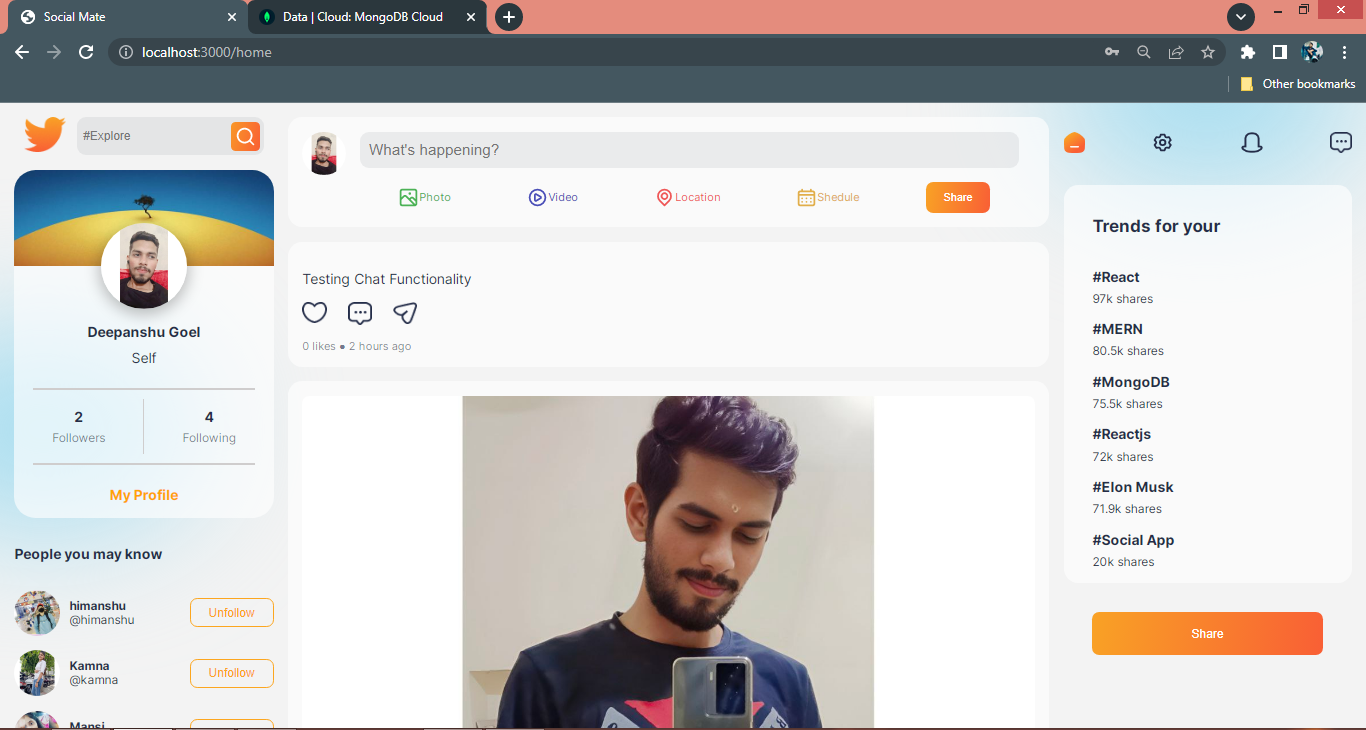 Social Mate
Data | Cloud: MongoDB Cloud
localhost:3000/home
Other bookmarks
#Explore
Deepanshu Goel
Self
2
Followers
4
Following
My Profile
People you may know
himanshu
@himanshu
Unfollow
Kamna
@kamna
Unfollow
Mansi
What's happening?
Photo
Video
Location
Shedule
Share
Testing Chat Functionality
0 likes • 2 hours ago
Trends for your
#React
97k shares
#MERN
80.5k shares
#MongoDB
75.5k shares
#Reactjs
72k shares
#Elon Musk
71.9k shares
#Social App
20k shares
Share